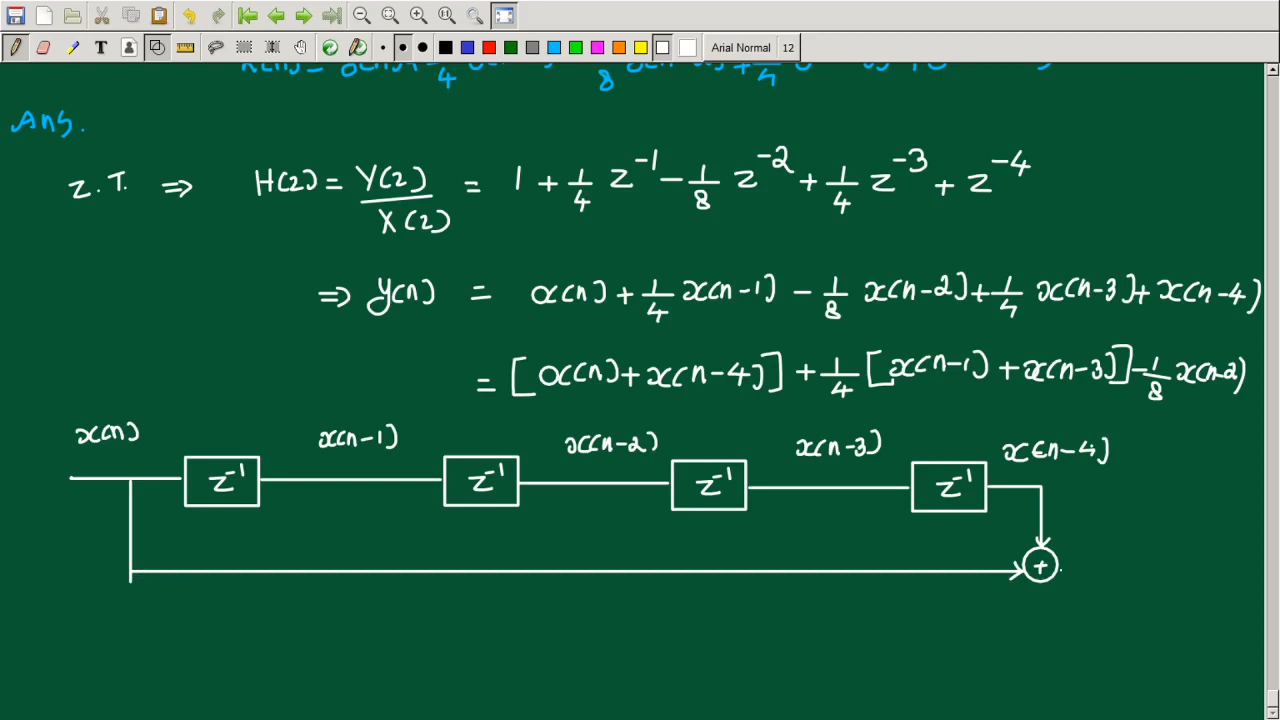 T Arial Normal 12
Ans.
Z.T. ⇒ H(z) = Y(z)/X(z) = 1 + 1/4 z^-1 - 1/8 z^-2 + 1/4 z^-3 + z^-4
⇒ y(n) = x(n) + 1/4 x(n-1) - 1/8 x(n-2) + 1/4 x(n-3) + x(n-4)
= [x(n) + x(n-4)] + 1/4 [x(n-1) + x(n-3)] - 1/8 x(n-2)
x(n) x(n-1) x(n-2) x(n-3) x(n-4)
z^-1 z^-1 z^-1 z^-1
+